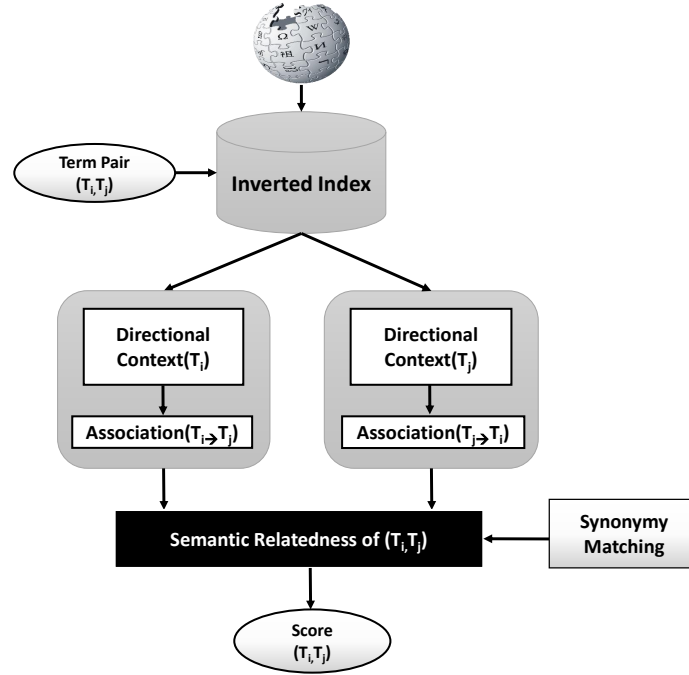 Ω W И
Term Pair
(Ti,Tj)
Inverted Index
Directional
Context(Ti)
Association(Ti→Tj)
Directional
Context(Tj)
Association(Tj→Ti)
Semantic Relatedness of (Ti,Tj)
Synonymy
Matching
Score
(Ti,Tj)